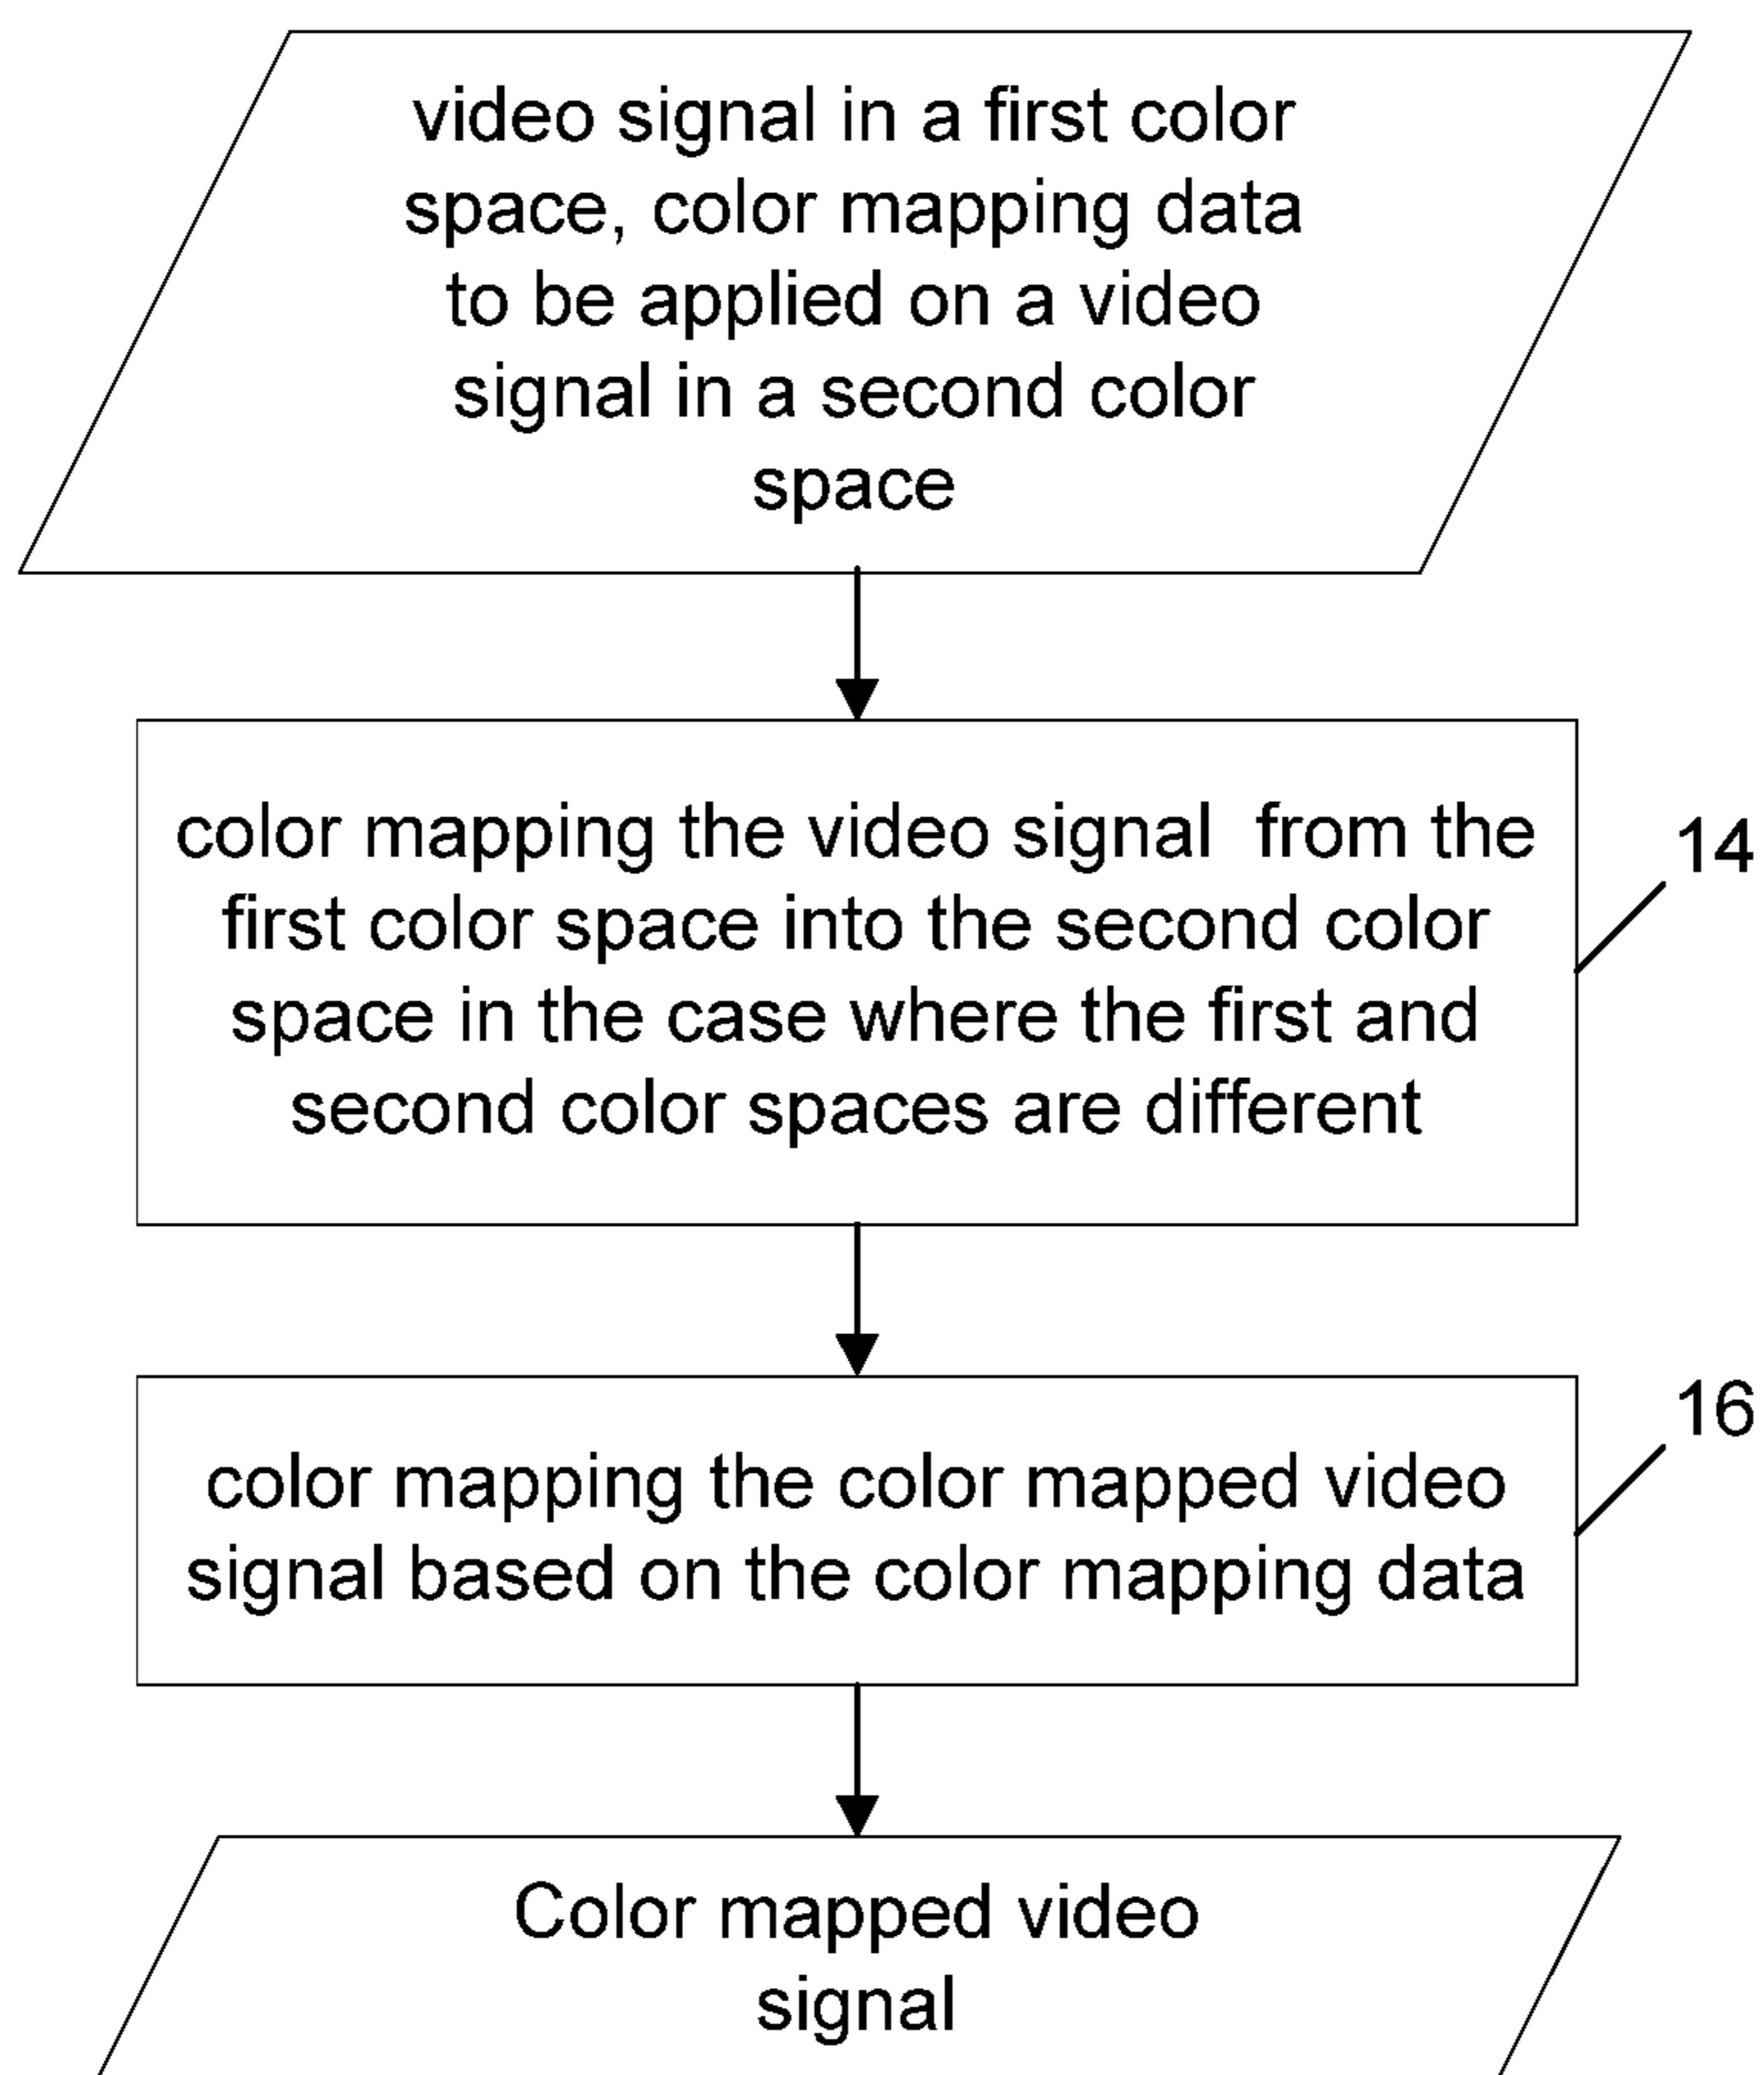 video signal in a first color
space, color mapping data
to be applied on a video
signal in a second color
space
color mapping the video signal from the
first color space into the second color
space in the case where the first and
second color spaces are different
14
color mapping the color mapped video
signal based on the color mapping data
16
Color mapped video
signal